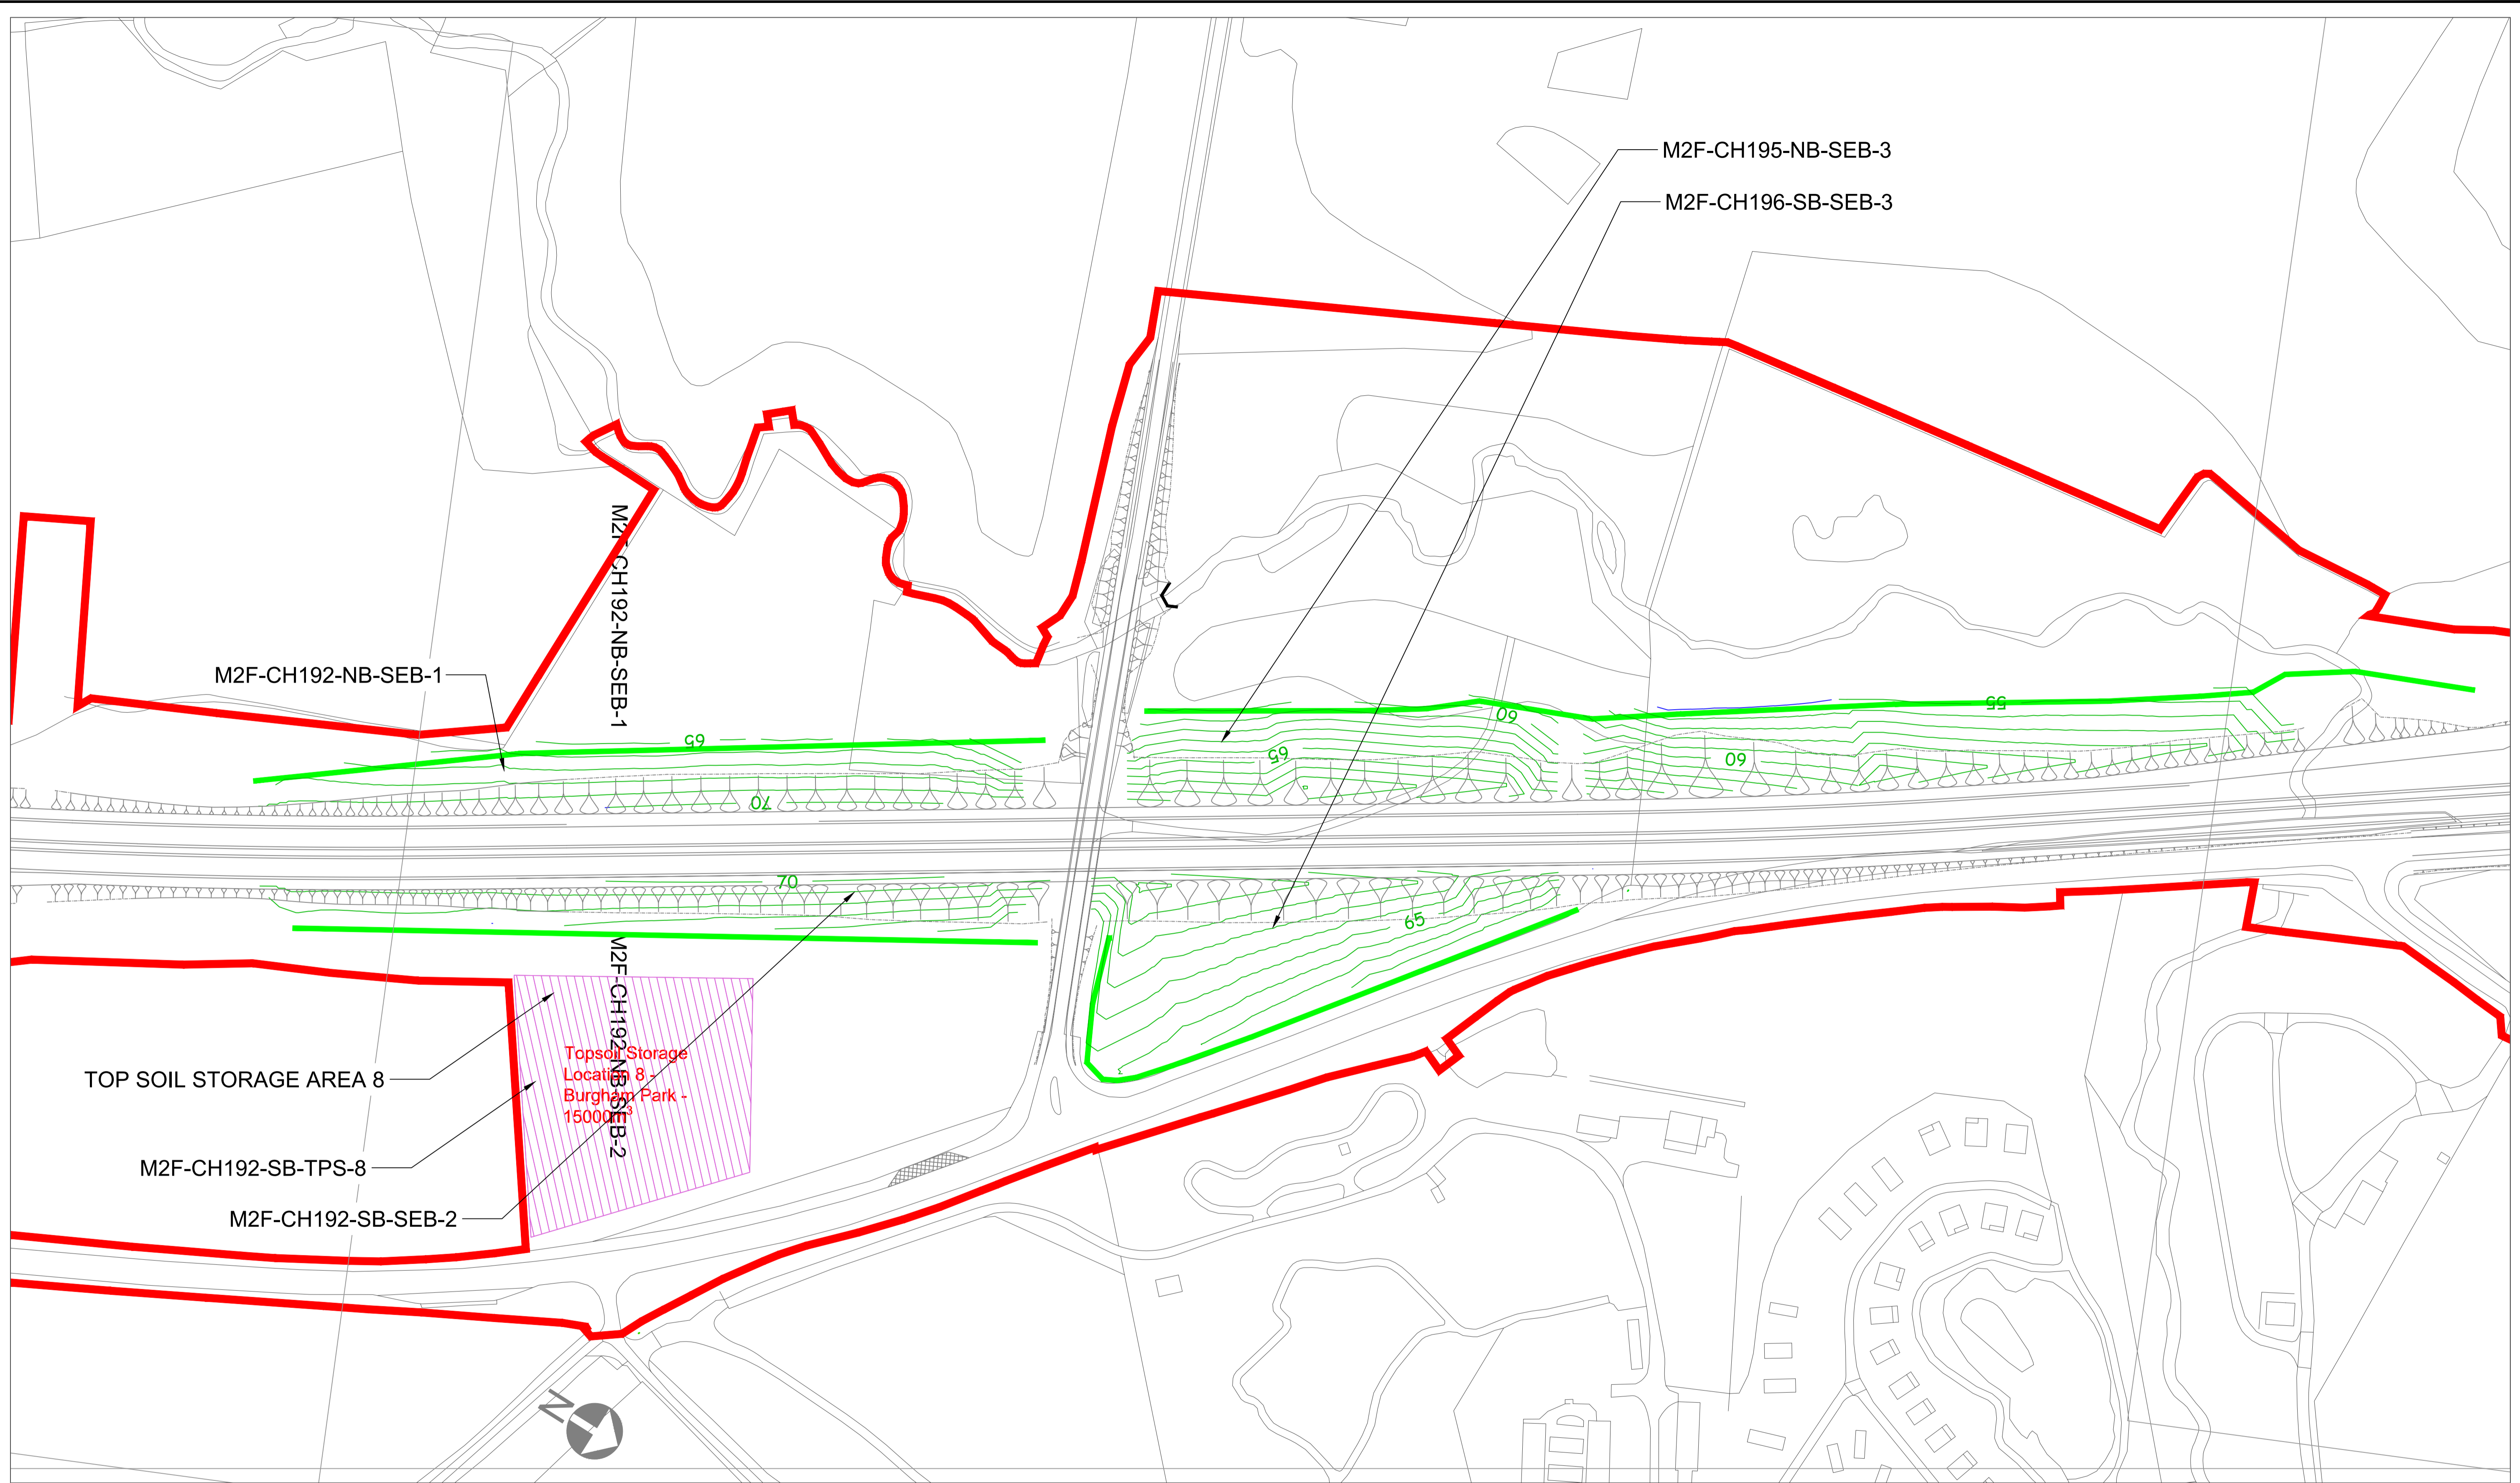 M2F-CH195-NB-SEB-3
M2F-CH196-SB-SEB-3
M2F-CH192-NB-SEB-1
M2F-CH192-NB-SEB-1
65
70
60
65
60
55
70
65
M2F-CH192-NB-SEB-2
TOP SOIL STORAGE AREA 8
Topsoil Storage
Location 8 -
Burgham Park -
15000m³
M2F-CH192-SB-TPS-8
M2F-CH192-SB-SEB-2
N